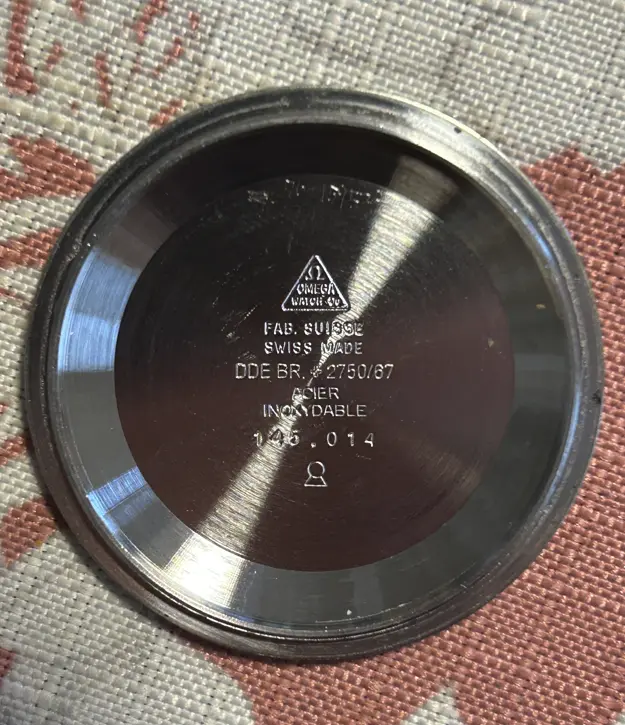 Ω
OMEGA
WATCH CO
FAB. SUISSE
SWISS MADE
DDE BR. + 2750/67
ACIER
INOXYDABLE
145.014